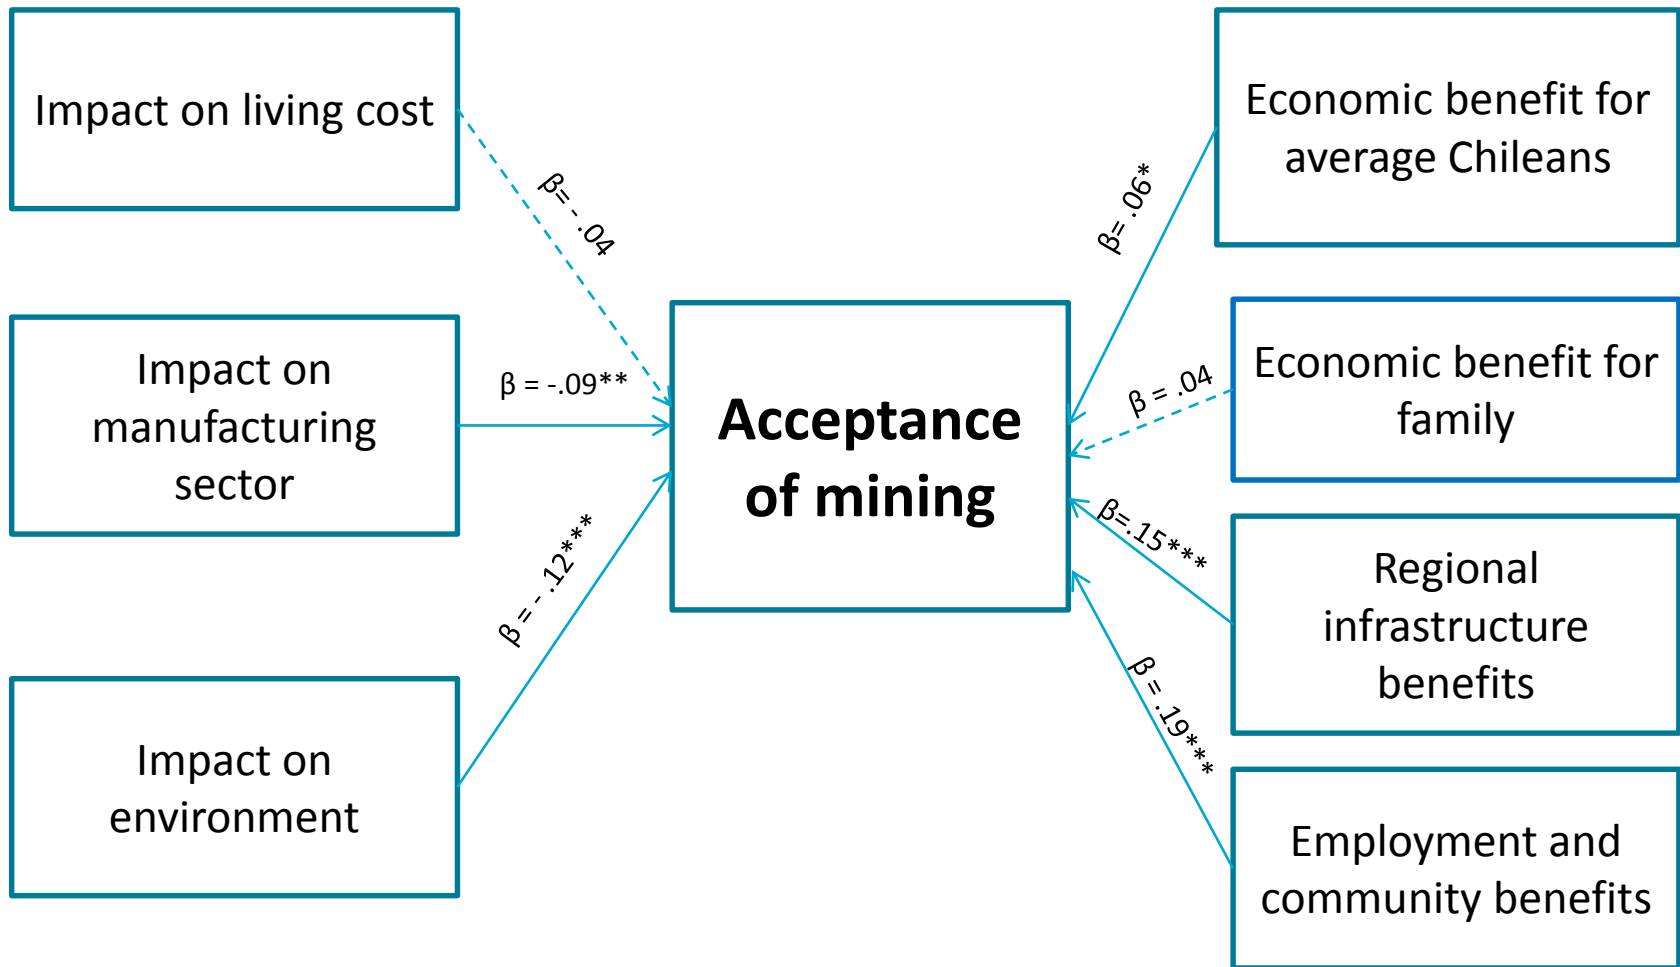 Impact on living cost
β= - .04
Impact on
manufacturing
sector
β = -.09**
Impact on
environment
β = - .12***
Acceptance
of mining
Economic benefit for
average Chileans
β= .06*
Economic benefit for
family
β = .04
Regional
infrastructure
benefits
β=.15***
Employment and
community benefits
β = .19***